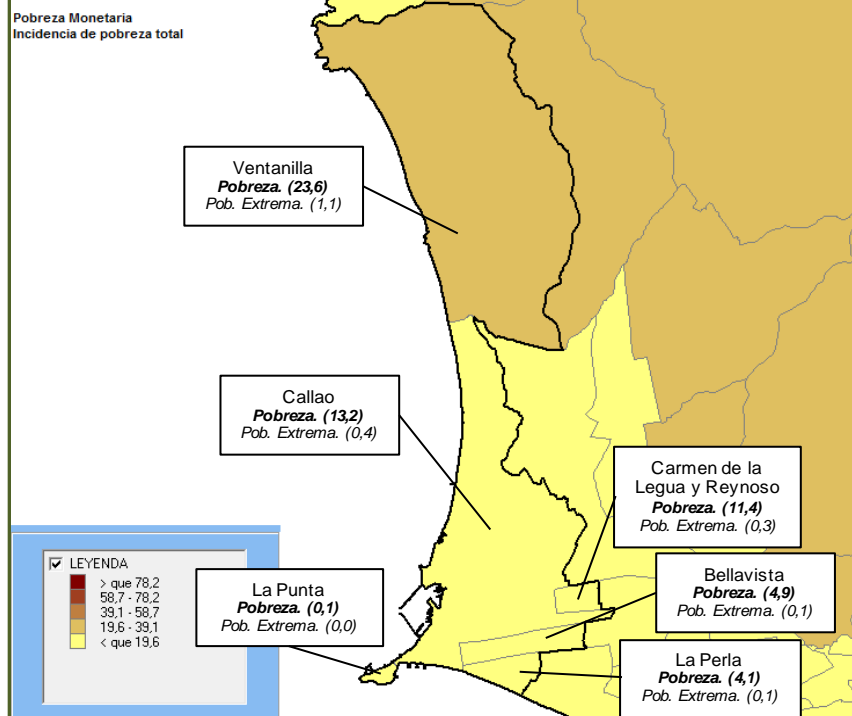 Pobreza Monetaria
Incidencia de pobreza total
Ventanilla
Pobreza. (23,6)
Pob. Extrema. (1,1)
Callao
Pobreza. (13,2)
Pob. Extrema. (0,4)
Carmen de la
Legua y Reynoso
Pobreza. (11,4)
Pob. Extrema. (0,3)
LEYENDA
> que 78,2
58,7 - 78,2
39,1 - 58,7
19,6 - 39,1
< que 19,6
La Punta
Pobreza. (0,1)
Pob. Extrema. (0,0)
Bellavista
Pobreza. (4,9)
Pob. Extrema. (0,1)
La Perla
Pobreza. (4,1)
Pob. Extrema. (0,1)